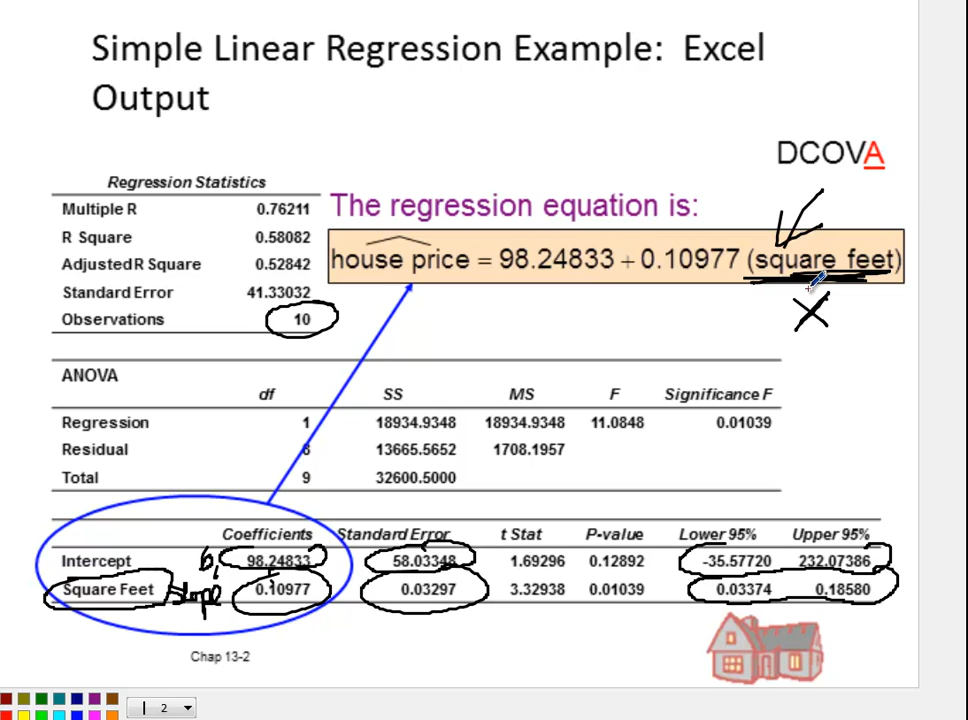 Simple Linear Regression Example: Excel
Output
DCOVA
Regression Statistics
Multiple R 0.76211
R Square 0.58082
Adjusted R Square 0.52842
Standard Error 41.33032
Observations 10
The regression equation is:
house price = 98.24833 + 0.10977 (square feet)
X
ANOVA
df SS MS F Significance F
Regression 1 18934.9348 18934.9348 11.0848 0.01039
Residual 8 13665.5652 1708.1957
Total 9 32600.5000
Coefficients Standard Error t Stat P-value Lower 95% Upper 95%
Intercept 98.24833 58.03348 1.69296 0.12892 -35.57720 232.07386
Square Feet slope 0.10977 0.03297 3.32938 0.01039 0.03374 0.18580
Chap 13-2
2